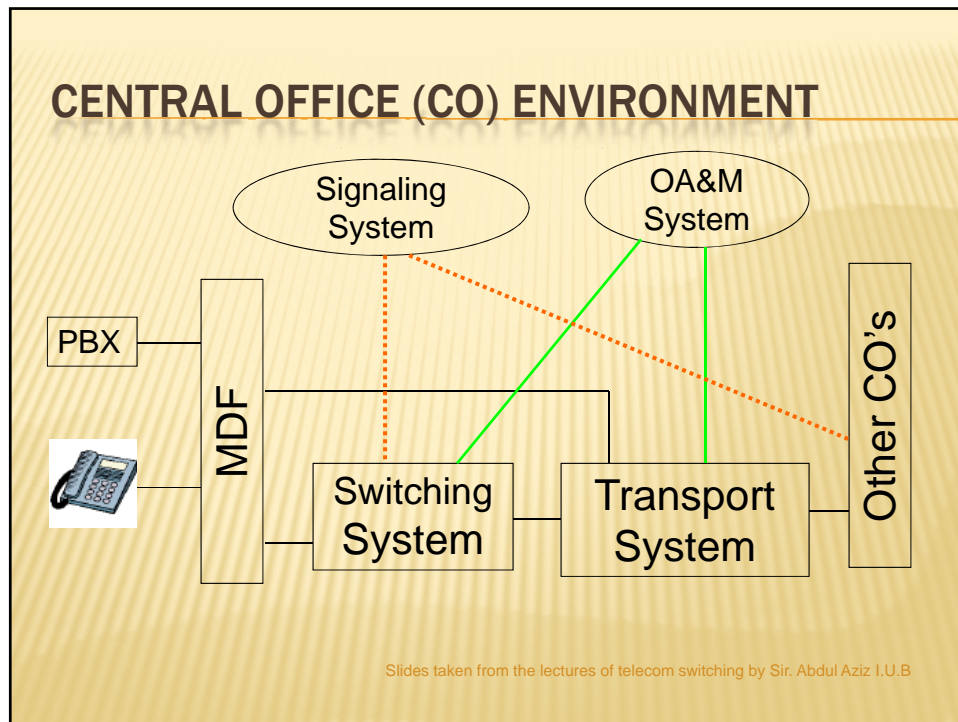 CENTRAL OFFICE (CO) ENVIRONMENT
Signaling
System
OA&M
System
PBX
MDF
Switching
System
Transport
System
Other CO's
Slides taken from the lectures of telecom switching by Sir. Abdul Aziz I.U.B